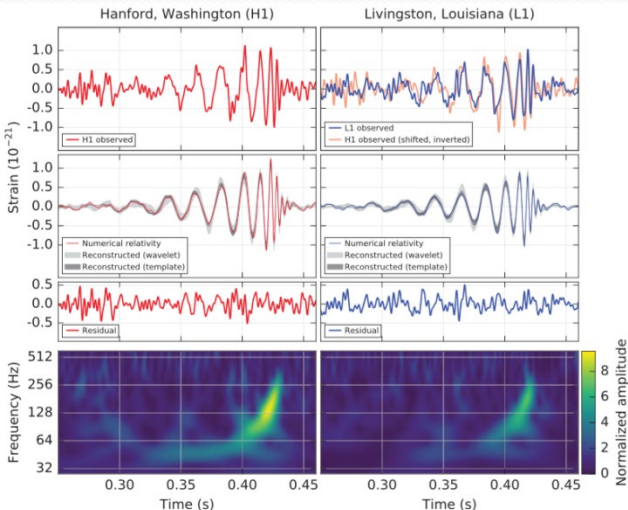 Hanford, Washington (H1)
Livingston, Louisiana (L1)
Strain (10⁻²¹)
1.0
0.5
0.0
-0.5
-1.0
H1 observed
L1 observed
H1 observed (shifted, inverted)
1.0
0.5
0.0
-0.5
-1.0
Numerical relativity
Reconstructed (wavelet)
Reconstructed (template)
Numerical relativity
Reconstructed (wavelet)
Reconstructed (template)
0.5
0.0
-0.5
Residual
Residual
Frequency (Hz)
512
256
128
64
32
0.30
0.35
0.40
0.45
Time (s)
0.30
0.35
0.40
0.45
Time (s)
8
6
4
2
0
Normalized amplitude